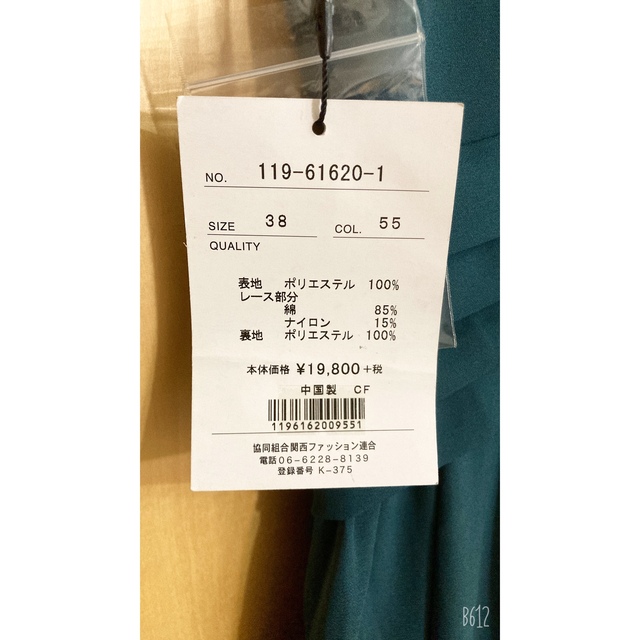 NO. 119-61620-1
SIZE 38 COL. 55
QUALITY
表地 ポリエステル 100%
レース部分
綿 85%
ナイロン 15%
裏地 ポリエステル 100%
本体価格 ¥19,800 +税
中国製 CF
1196162009551
協同組合関西ファッション連合
電話06-6228-8139
登録番号 K-375
B612